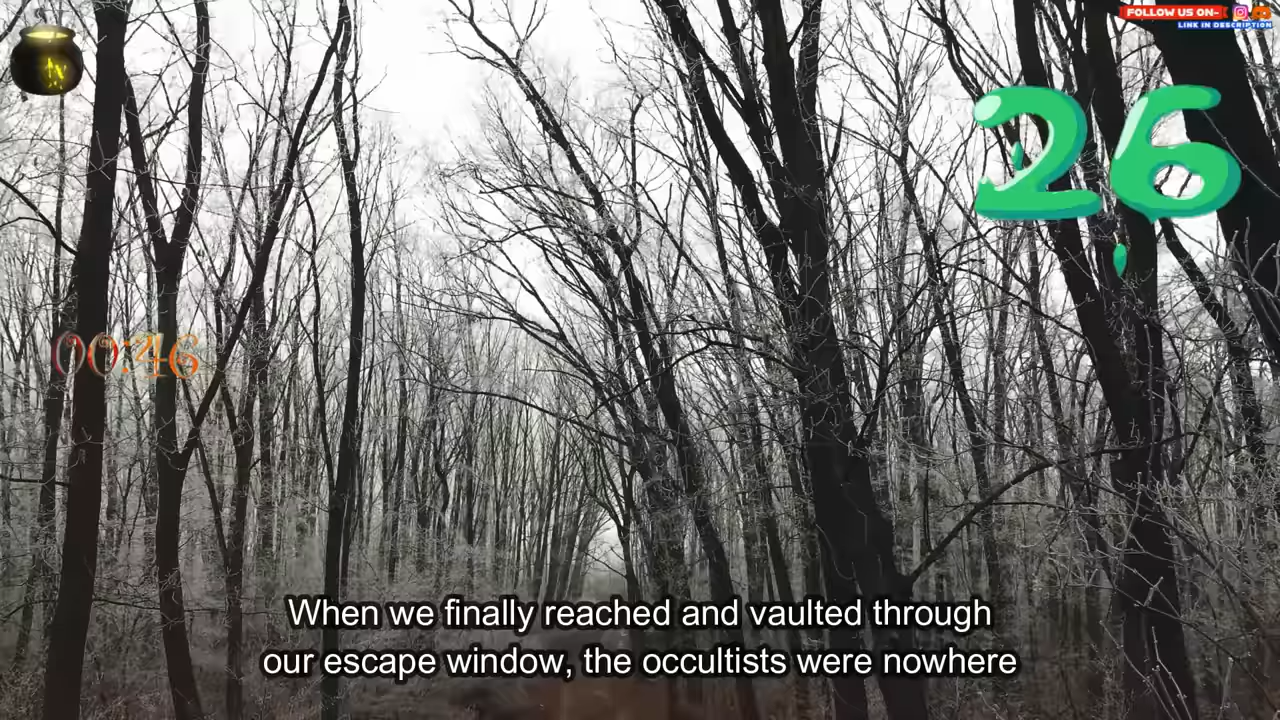 FOLLOW US ON-
LINK IN DESCRIPTION
26
00:46
When we finally reached and vaulted through
our escape window, the occultists were nowhere